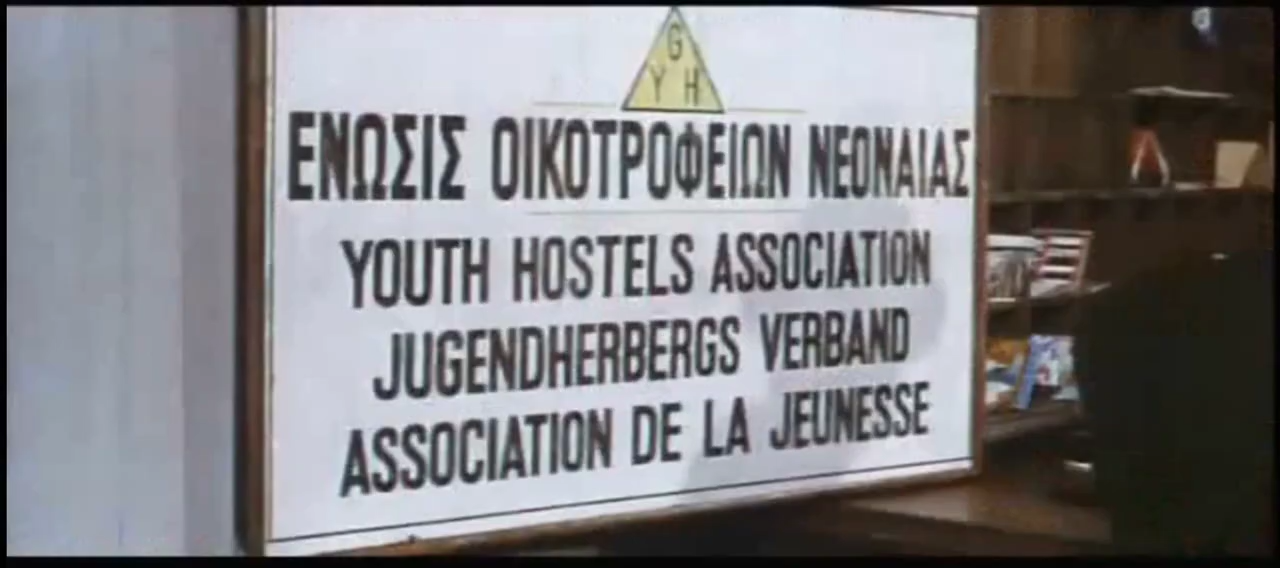 G
Y H
ΕΝΩΣΙΣ ΟΙΚΟΤΡΟΦΕΙΩΝ ΝΕΟΝΑΙΑΣ
YOUTH HOSTELS ASSOCIATION
JUGENDHERBERGS VERBAND
ASSOCIATION DE LA JEUNESSE